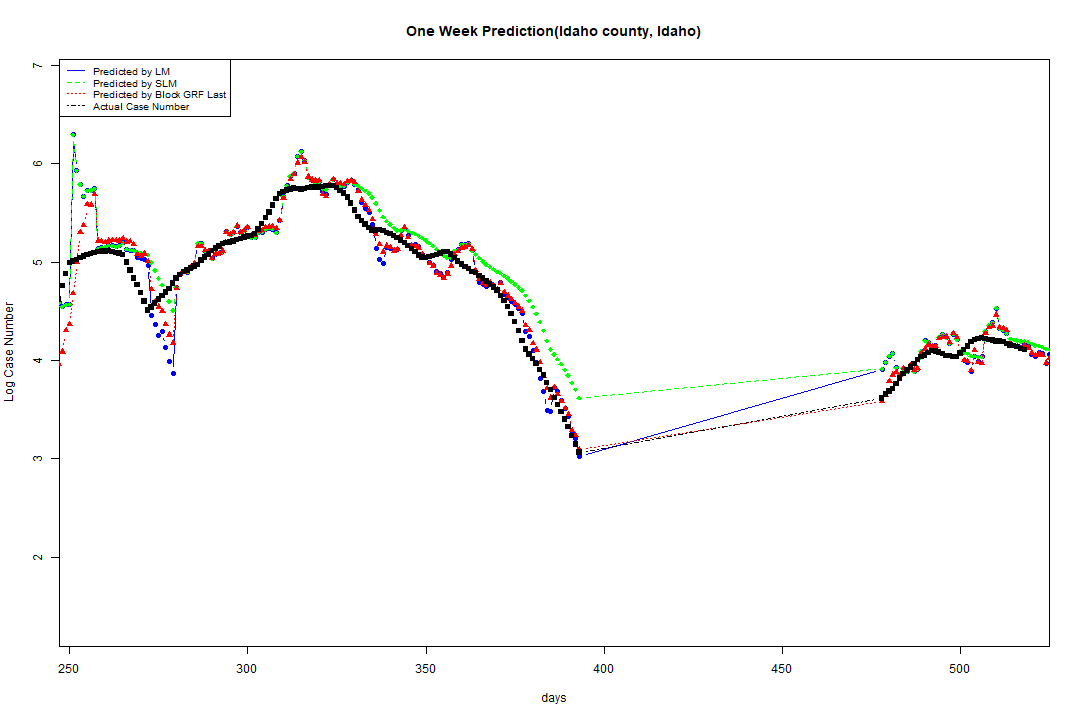 One Week Prediction(Idaho county, Idaho)
Predicted by LM
Predicted by SLM
Predicted by Block GRF Last
Actual Case Number
7
6
5
4
3
2
Log Case Number
250 300 350 400 450 500
days